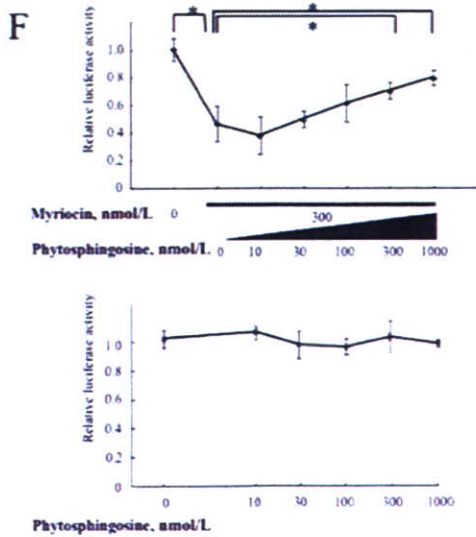 F
* *
*
Relative luciferase activity
1.0
0.8
0.6
0.4
0.2
0
Myriocin, nmol/L 0 300
Phytosphingosine, nmol/L 0 10 30 100 300 1000
Relative luciferase activity
1.0
0.8
0.6
0.4
0.2
0
0 10 30 100 300 1000
Phytosphingosine, nmol/L